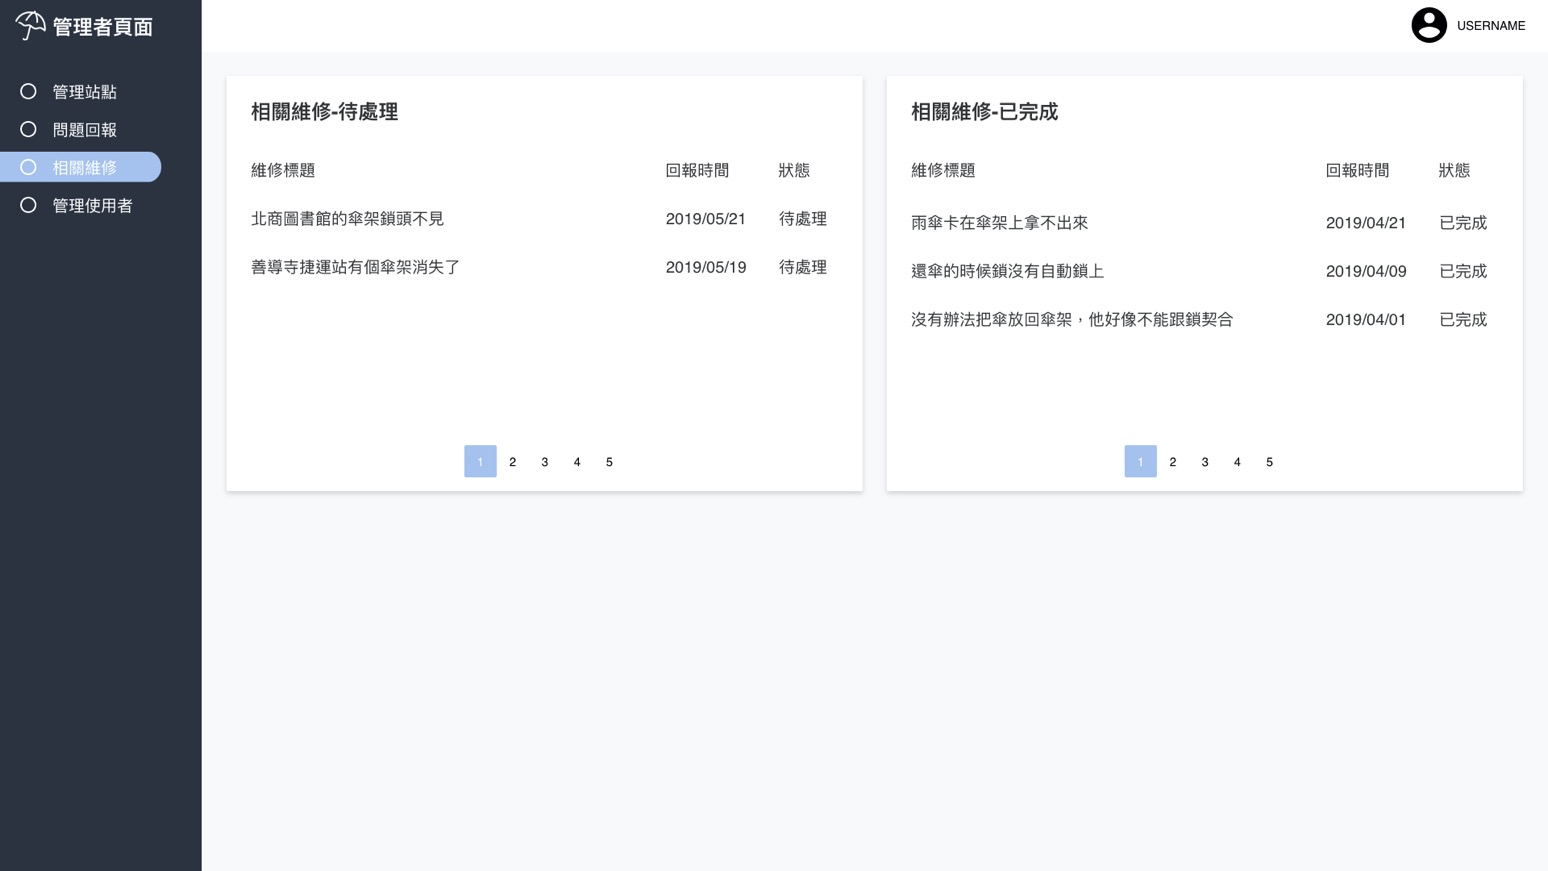 管理者頁面
USERNAME
管理站點
問題回報
相關維修
管理使用者
相關維修-待處理
維修標題 回報時間 狀態
北商圖書館的傘架鎖頭不見 2019/05/21 待處理
善導寺捷運站有個傘架消失了 2019/05/19 待處理
1 2 3 4 5
相關維修-已完成
維修標題 回報時間 狀態
雨傘卡在傘架上拿不出來 2019/04/21 已完成
還傘的時候鎖沒有自動鎖上 2019/04/09 已完成
沒有辦法把傘放回傘架，他好像不能跟鎖契合 2019/04/01 已完成
1 2 3 4 5